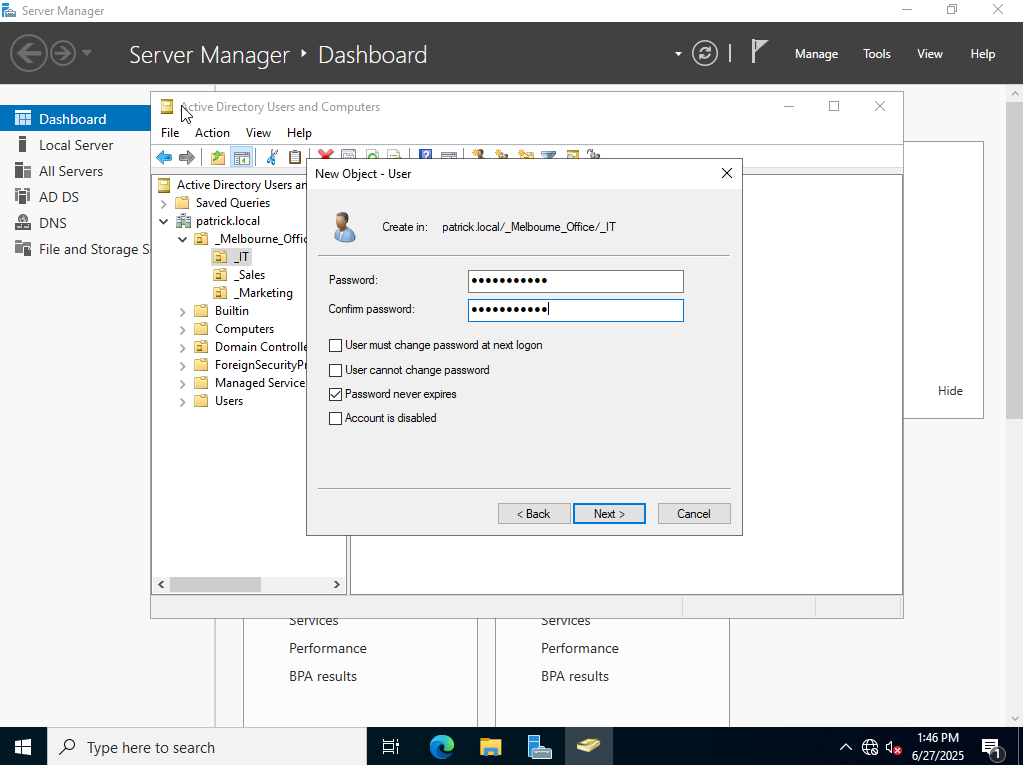 Server Manager
Server Manager ‣ Dashboard
Manage
Tools
View
Help
Dashboard
Local Server
All Servers
AD DS
DNS
File and Storage S
Active Directory Users and Computers
File Action View Help
Active Directory Users an
Saved Queries
patrick.local
_Melbourne_Offic
_IT
_Sales
_Marketing
Builtin
Computers
Domain Controlle
ForeignSecurityPr
Managed Service
Users
New Object - User
Create in: patrick.local/_Melbourne_Office/_IT
Password: ●●●●●●●●●●●
Confirm password: ●●●●●●●●●●●
User must change password at next logon
User cannot change password
Password never expires
Account is disabled
< Back
Next >
Cancel
Hide
Services
Performance
BPA results
Services
Performance
BPA results
Type here to search
1:46 PM
6/27/2025
1